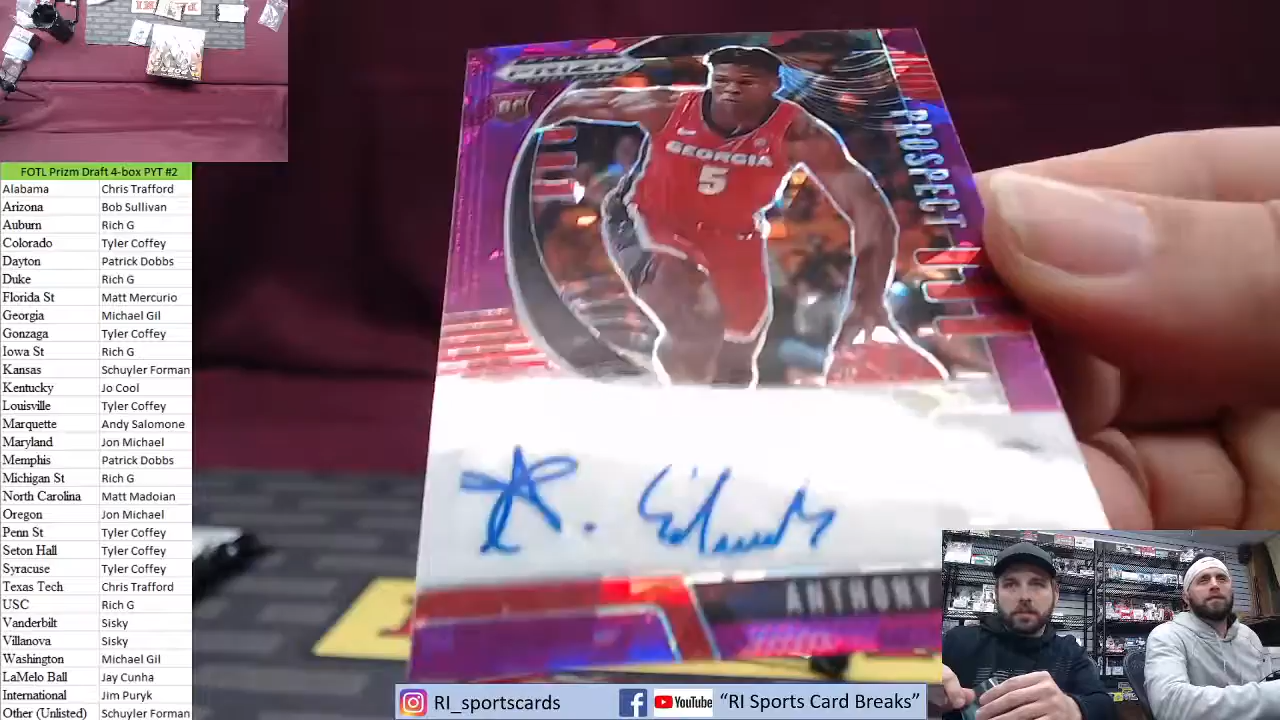 FOTL Prizm Draft 4-box PYT #2
Alabama Chris Trafford
Arizona Bob Sullivan
Auburn Rich G
Colorado Tyler Coffey
Dayton Patrick Dobbs
Duke Rich G
Florida St Matt Mercurio
Georgia Michael Gil
Gonzaga Tyler Coffey
Iowa St Rich G
Kansas Schuyler Forman
Kentucky Jo Cool
Louisville Tyler Coffey
Marquette Andy Salomone
Maryland Jon Michael
Memphis Patrick Dobbs
Michigan St Rich G
North Carolina Matt Madoian
Oregon Jon Michael
Penn St Tyler Coffey
Seton Hall Tyler Coffey
Syracuse Tyler Coffey
Texas Tech Chris Trafford
USC Rich G
Vanderbilt Sisky
Villanova Sisky
Washington Michael Gil
LaMelo Ball Jay Cunha
International Jim Puryk
Other (Unlisted) Schuyler Forman
PRIZM
RC
PROSPECT
GEORGIA
5
A. Edwards
ANTHONY
RI_sportscards
YouTube
"RI Sports Card Breaks"